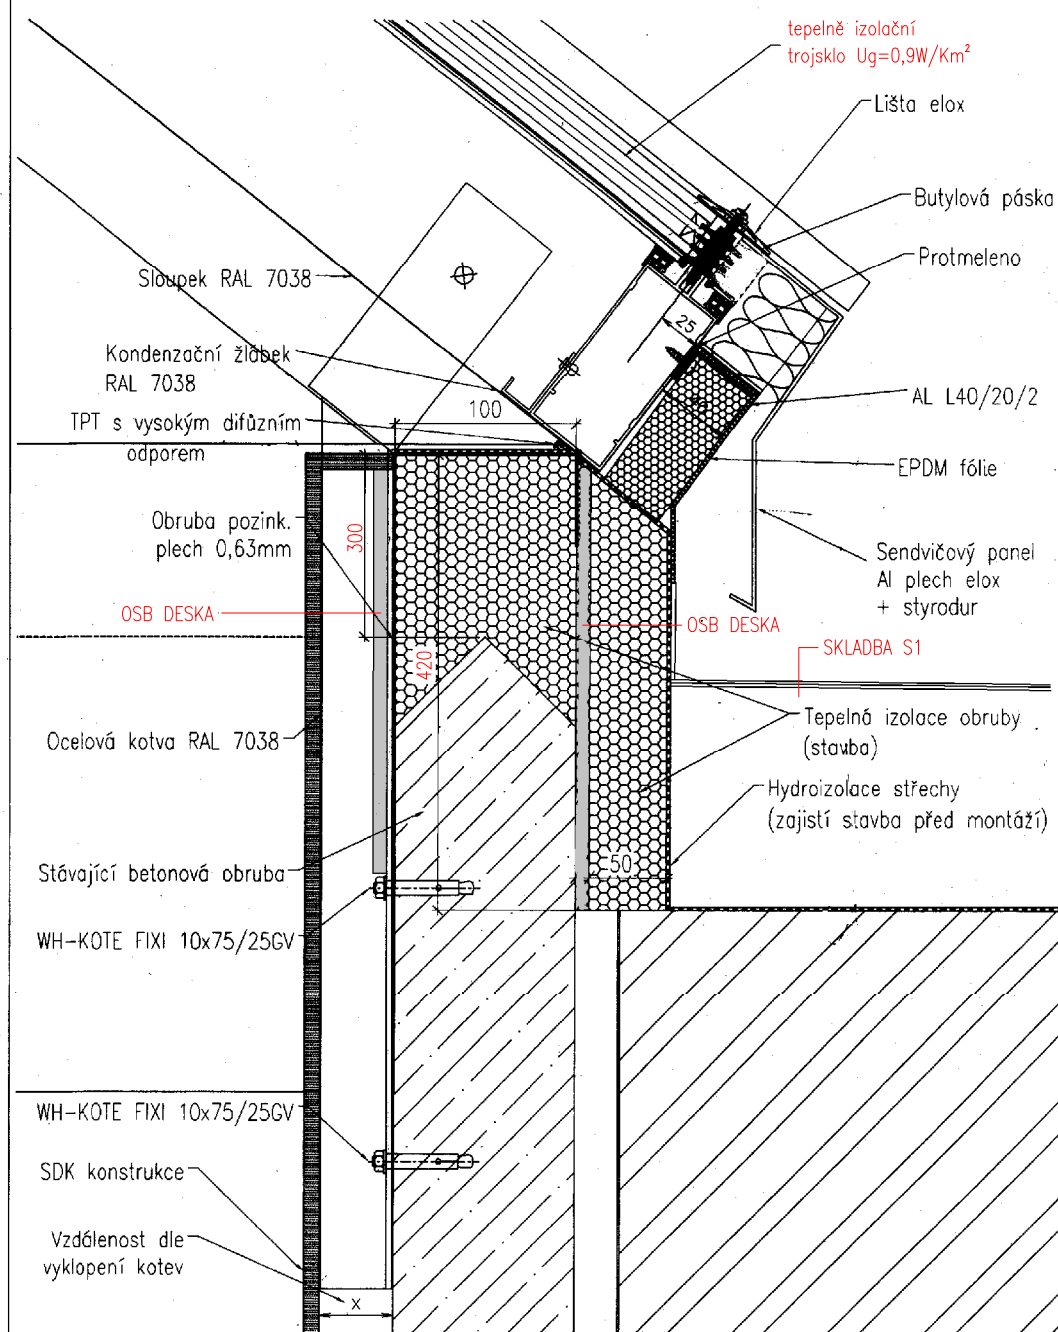 tepelně izolační
trojsklo Ug=0,9W/Km²
Lišta elox
Butylová páska
Protmeleno
Sloupek RAL 7038
25
Kondenzační žlábek
RAL 7038
100
AL L40/20/2
TPT s vysokým difúzním
odporem
EPDM fólie
Obruba pozink.
plech 0,63mm
300
Sendvičový panel
Al plech elox
+ styrodur
OSB DESKA
OSB DESKA
SKLADBA S1
420
Ocelová kotva RAL 7038
Tepelná izolace obruby
(stavba)
Hydroizolace střechy
(zajistí stavba před montáží)
50
Stávající betonová obruba
WH-KOTE FIXI 10x75/25GV
WH-KOTE FIXI 10x75/25GV
SDK konstrukce
Vzdálenost dle
vyklopení kotev
x